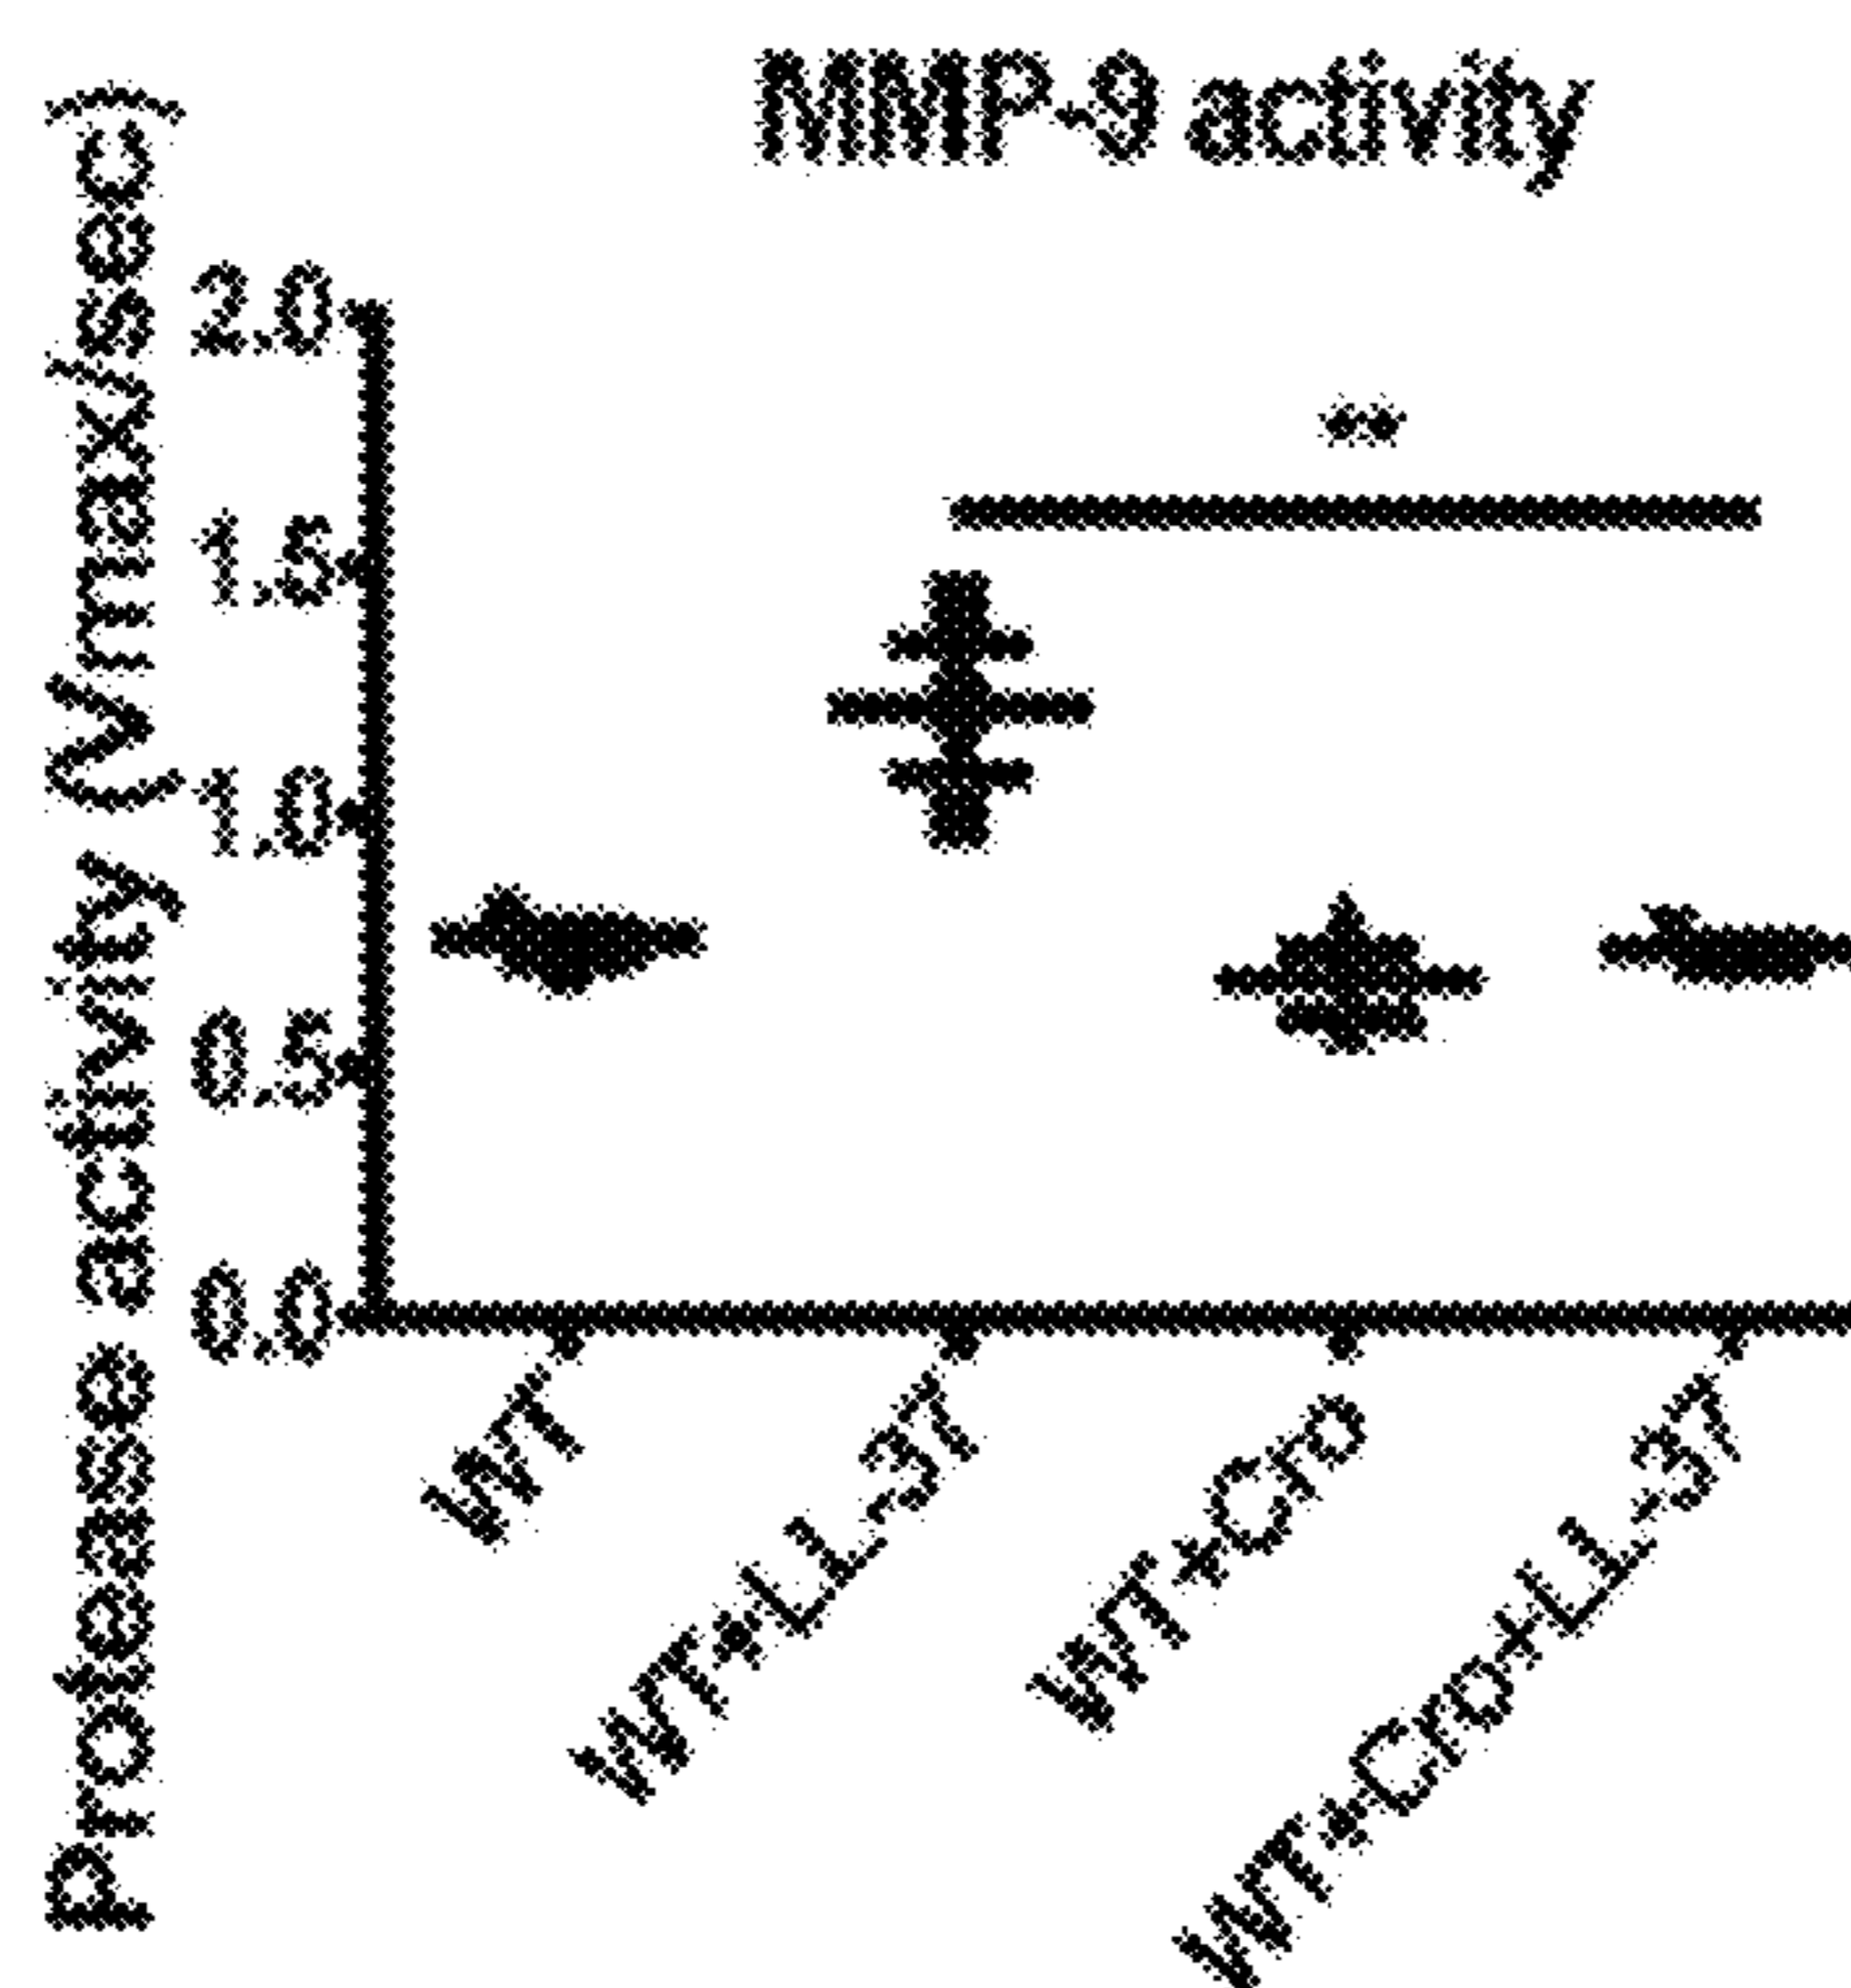 MMP-9 activity
Protease activity (Vmax/sec)
2.0
**
1.5
1.0
0.5
0.0
WT
WT+LL-37
WT+Cro
WT+Cro+LL-37